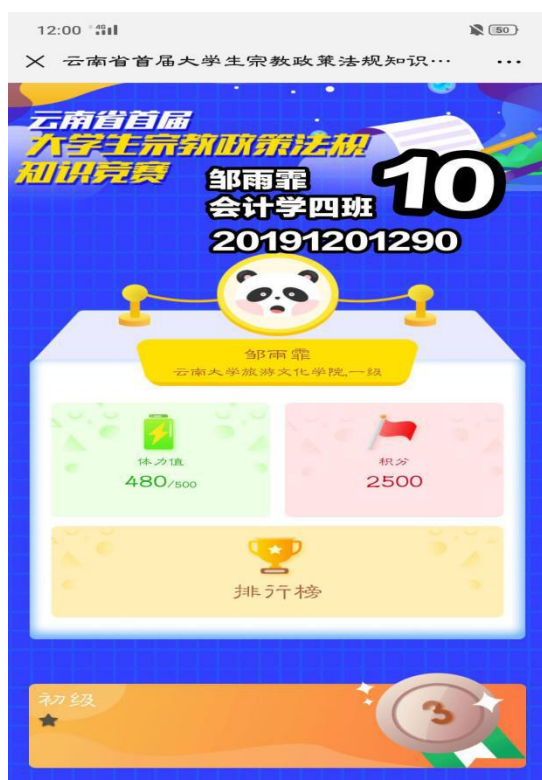 12:00 4G 50
云南省首届大学生宗教政策法规知识…
云南省首届
大学生宗教政策法规
知识竞赛
邹雨霏
会计学四班
10
20191201290
邹雨霏
云南大学旅游文化学院,一级
体力值
480/500
积分
2500
排行榜
初级
3